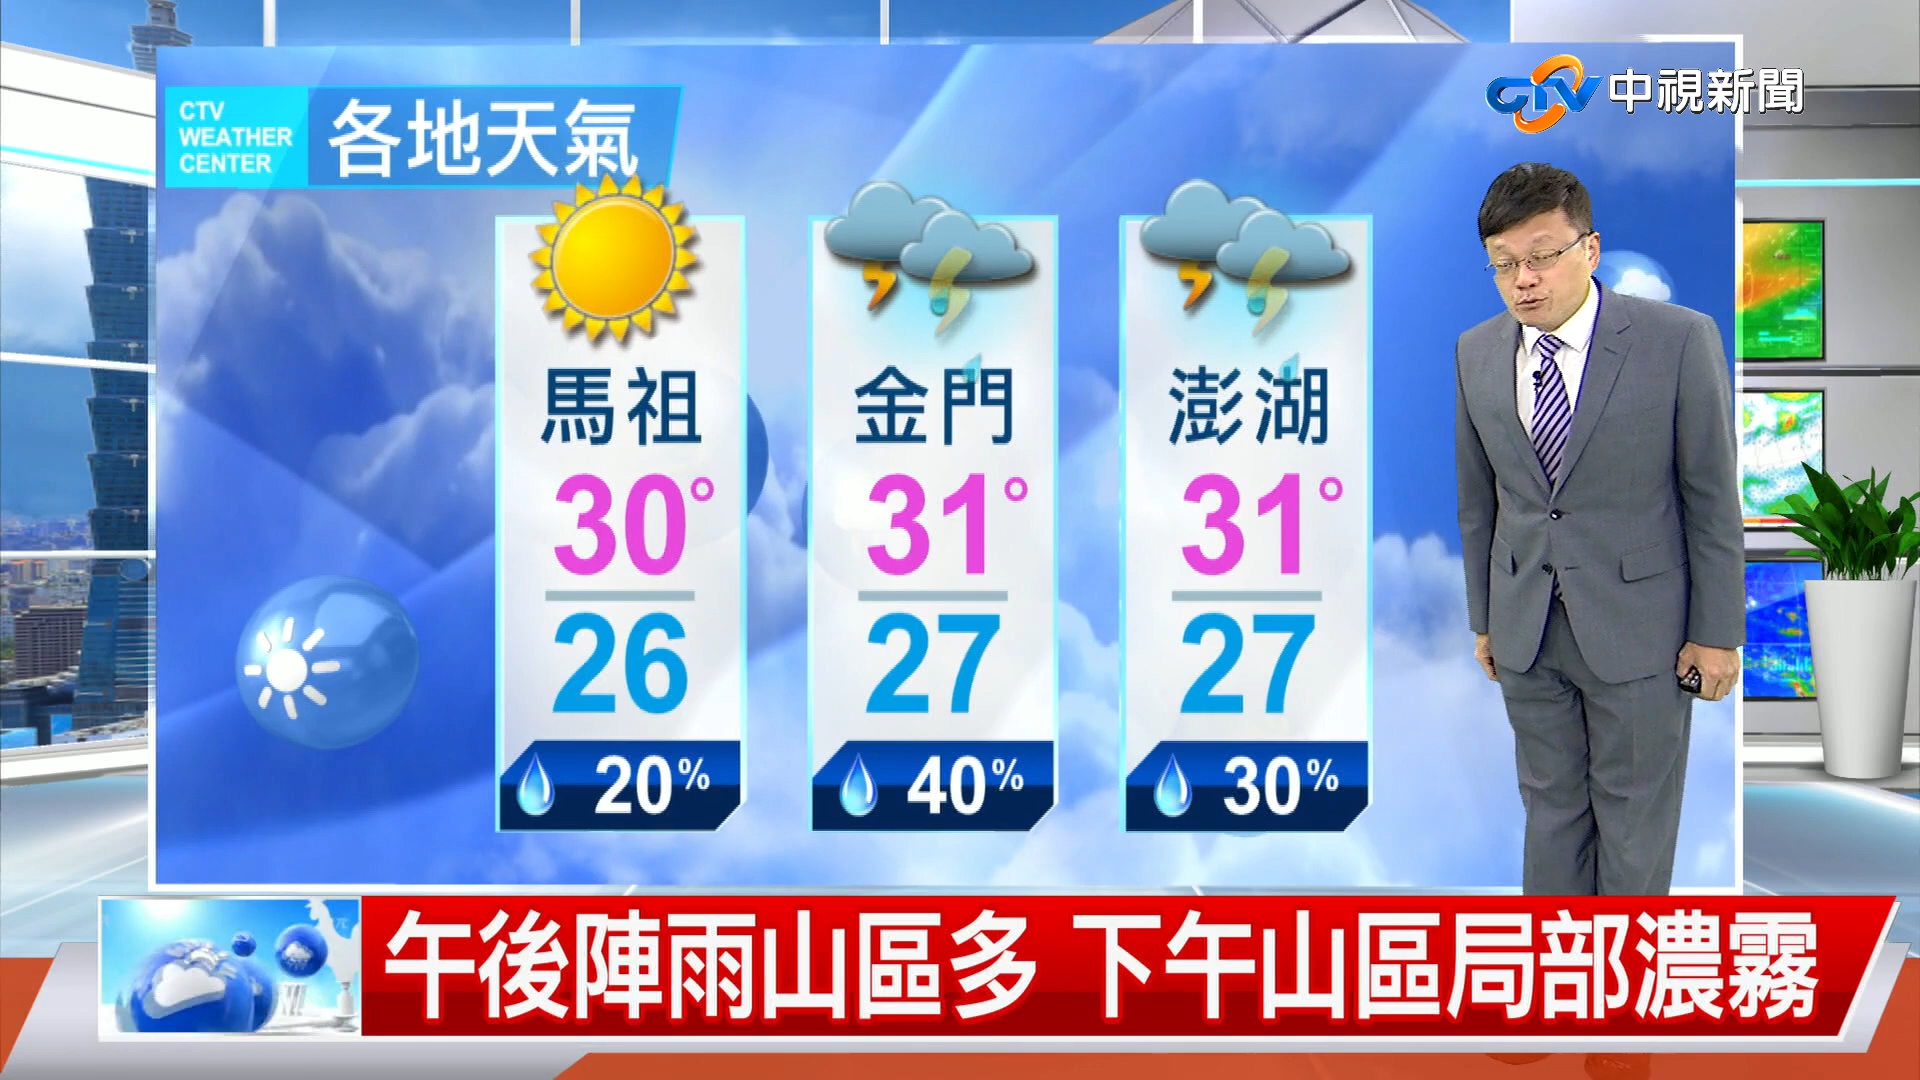 CTV
WEATHER
CENTER
各地天氣
CTV 中視新聞
馬祖
30°
26
20%
金門
31°
27
40%
澎湖
31°
27
30%
午後陣雨山區多 下午山區局部濃霧